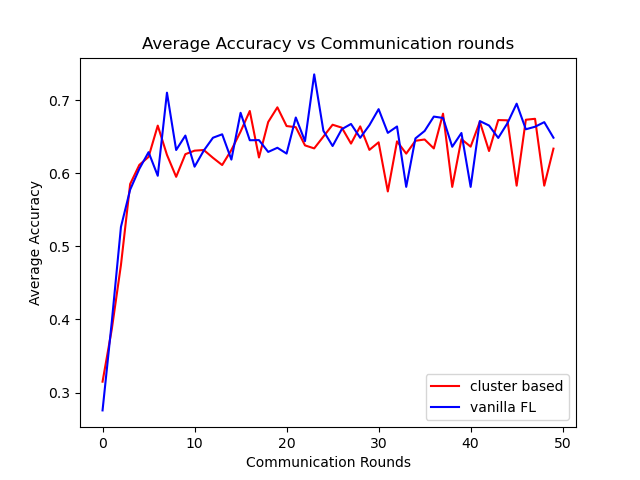 Average Accuracy vs Communication rounds
Average Accuracy
0.7
0.6
0.5
0.4
0.3
0
10
20
30
40
50
Communication Rounds
cluster based
vanilla FL